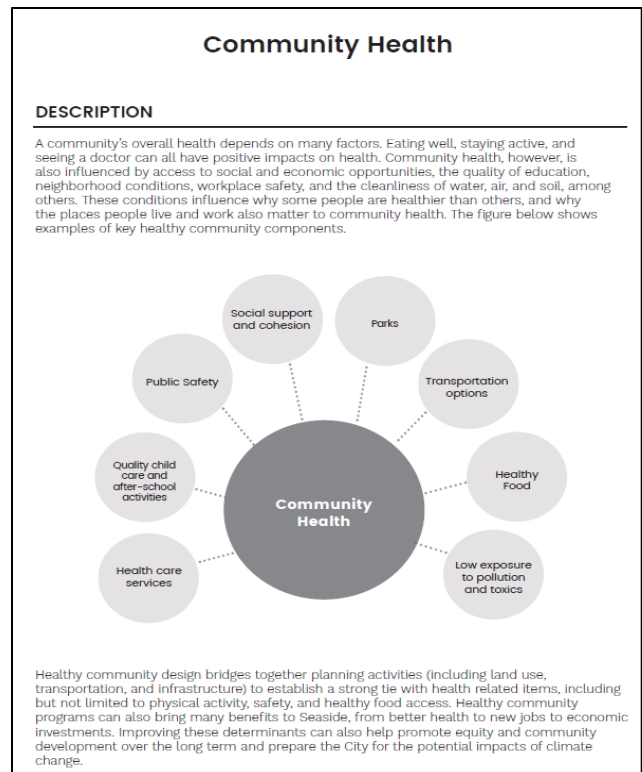 Community Health
DESCRIPTION
A community's overall health depends on many factors. Eating well, staying active, and
seeing a doctor can all have positive impacts on health. Community health, however, is
also influenced by access to social and economic opportunities, the quality of education,
neighborhood conditions, workplace safety, and the cleanliness of water, air, and soil, among
others. These conditions influence why some people are healthier than others, and why
the places people live and work also matter to community health. The figure below shows
examples of key healthy community components.
Social support
and cohesion
Parks
Public Safety
Transportation
options
Quality child
care and
after-school
activities
Healthy
Food
Community
Health
Health care
services
Low exposure
to pollution
and toxics
Healthy community design bridges together planning activities (including land use,
transportation, and infrastructure) to establish a strong tie with health related items, including
but not limited to physical activity, safety, and healthy food access. Healthy community
programs can also bring many benefits to Seaside, from better health to new jobs to economic
investments. Improving these determinants can also help promote equity and community
development over the long term and prepare the City for the potential impacts of climate
change.